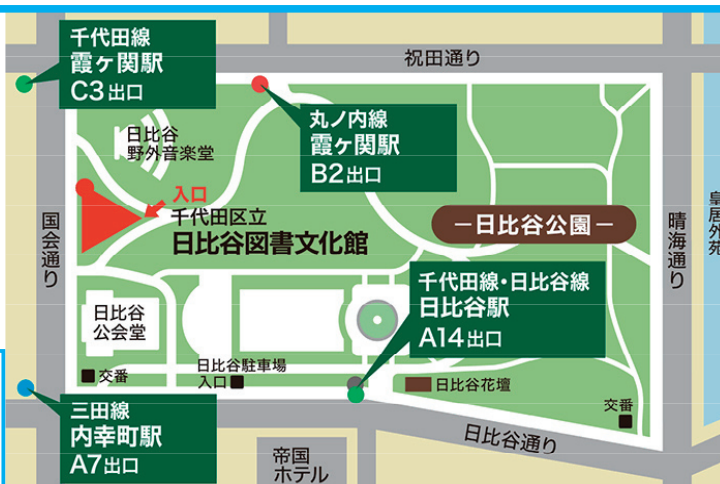 千代田線
霞ヶ関駅
C3出口
祝田通り
丸ノ内線
霞ヶ関駅
B2出口
日比谷
野外音楽堂
入口
千代田区立
日比谷図書文化館
国会通り
ー日比谷公園ー
晴海通り
皇居外苑
千代田線・日比谷線
日比谷駅
A14出口
日比谷
公会堂
交番
日比谷駐車場
入口
日比谷花壇
交番
三田線
内幸町駅
A7出口
日比谷通り
帝国
ホテル